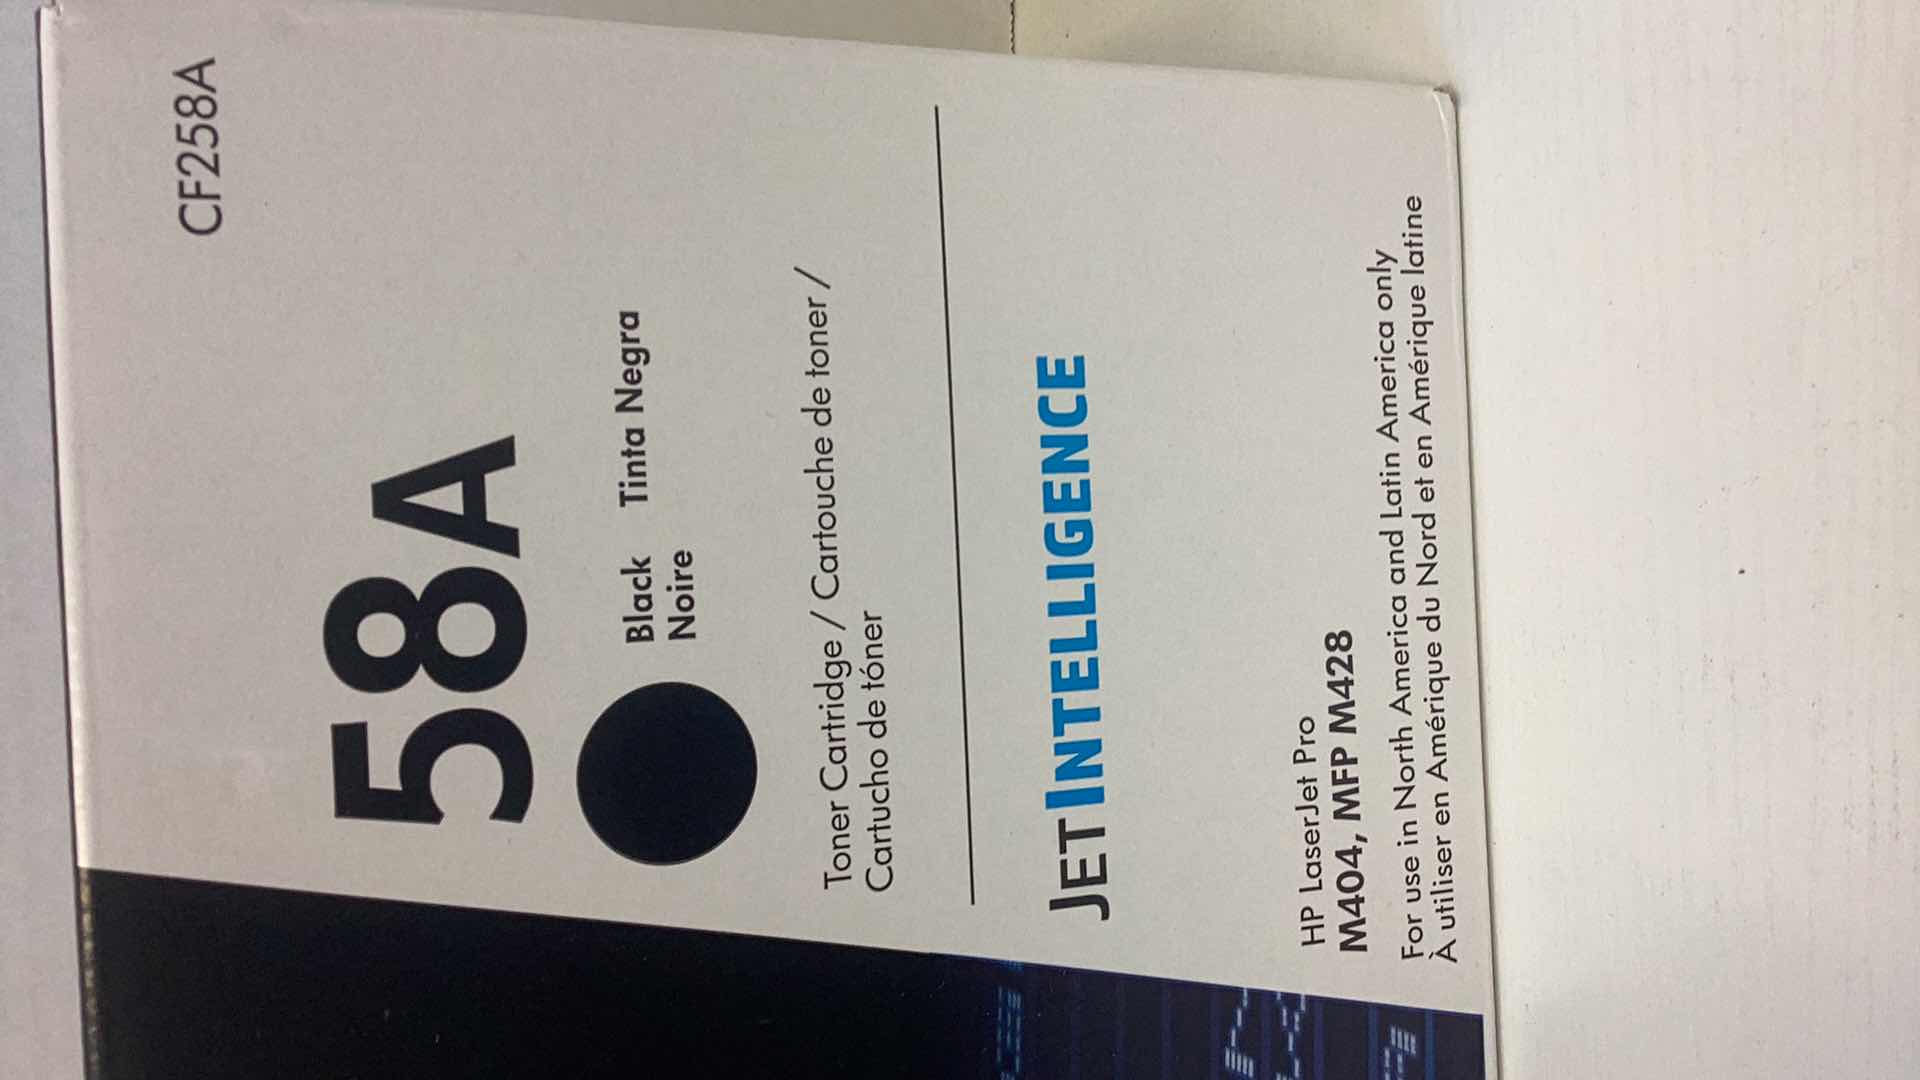 CF258A
58A
Black Tinta Negra
Noire
Toner Cartridge / Cartouche de toner /
Cartucho de tóner
JETINTELLIGENCE
HP LaserJet Pro
M404, MFP M428
For use in North America and Latin America only
À utiliser en Amérique du Nord et en Amérique latine